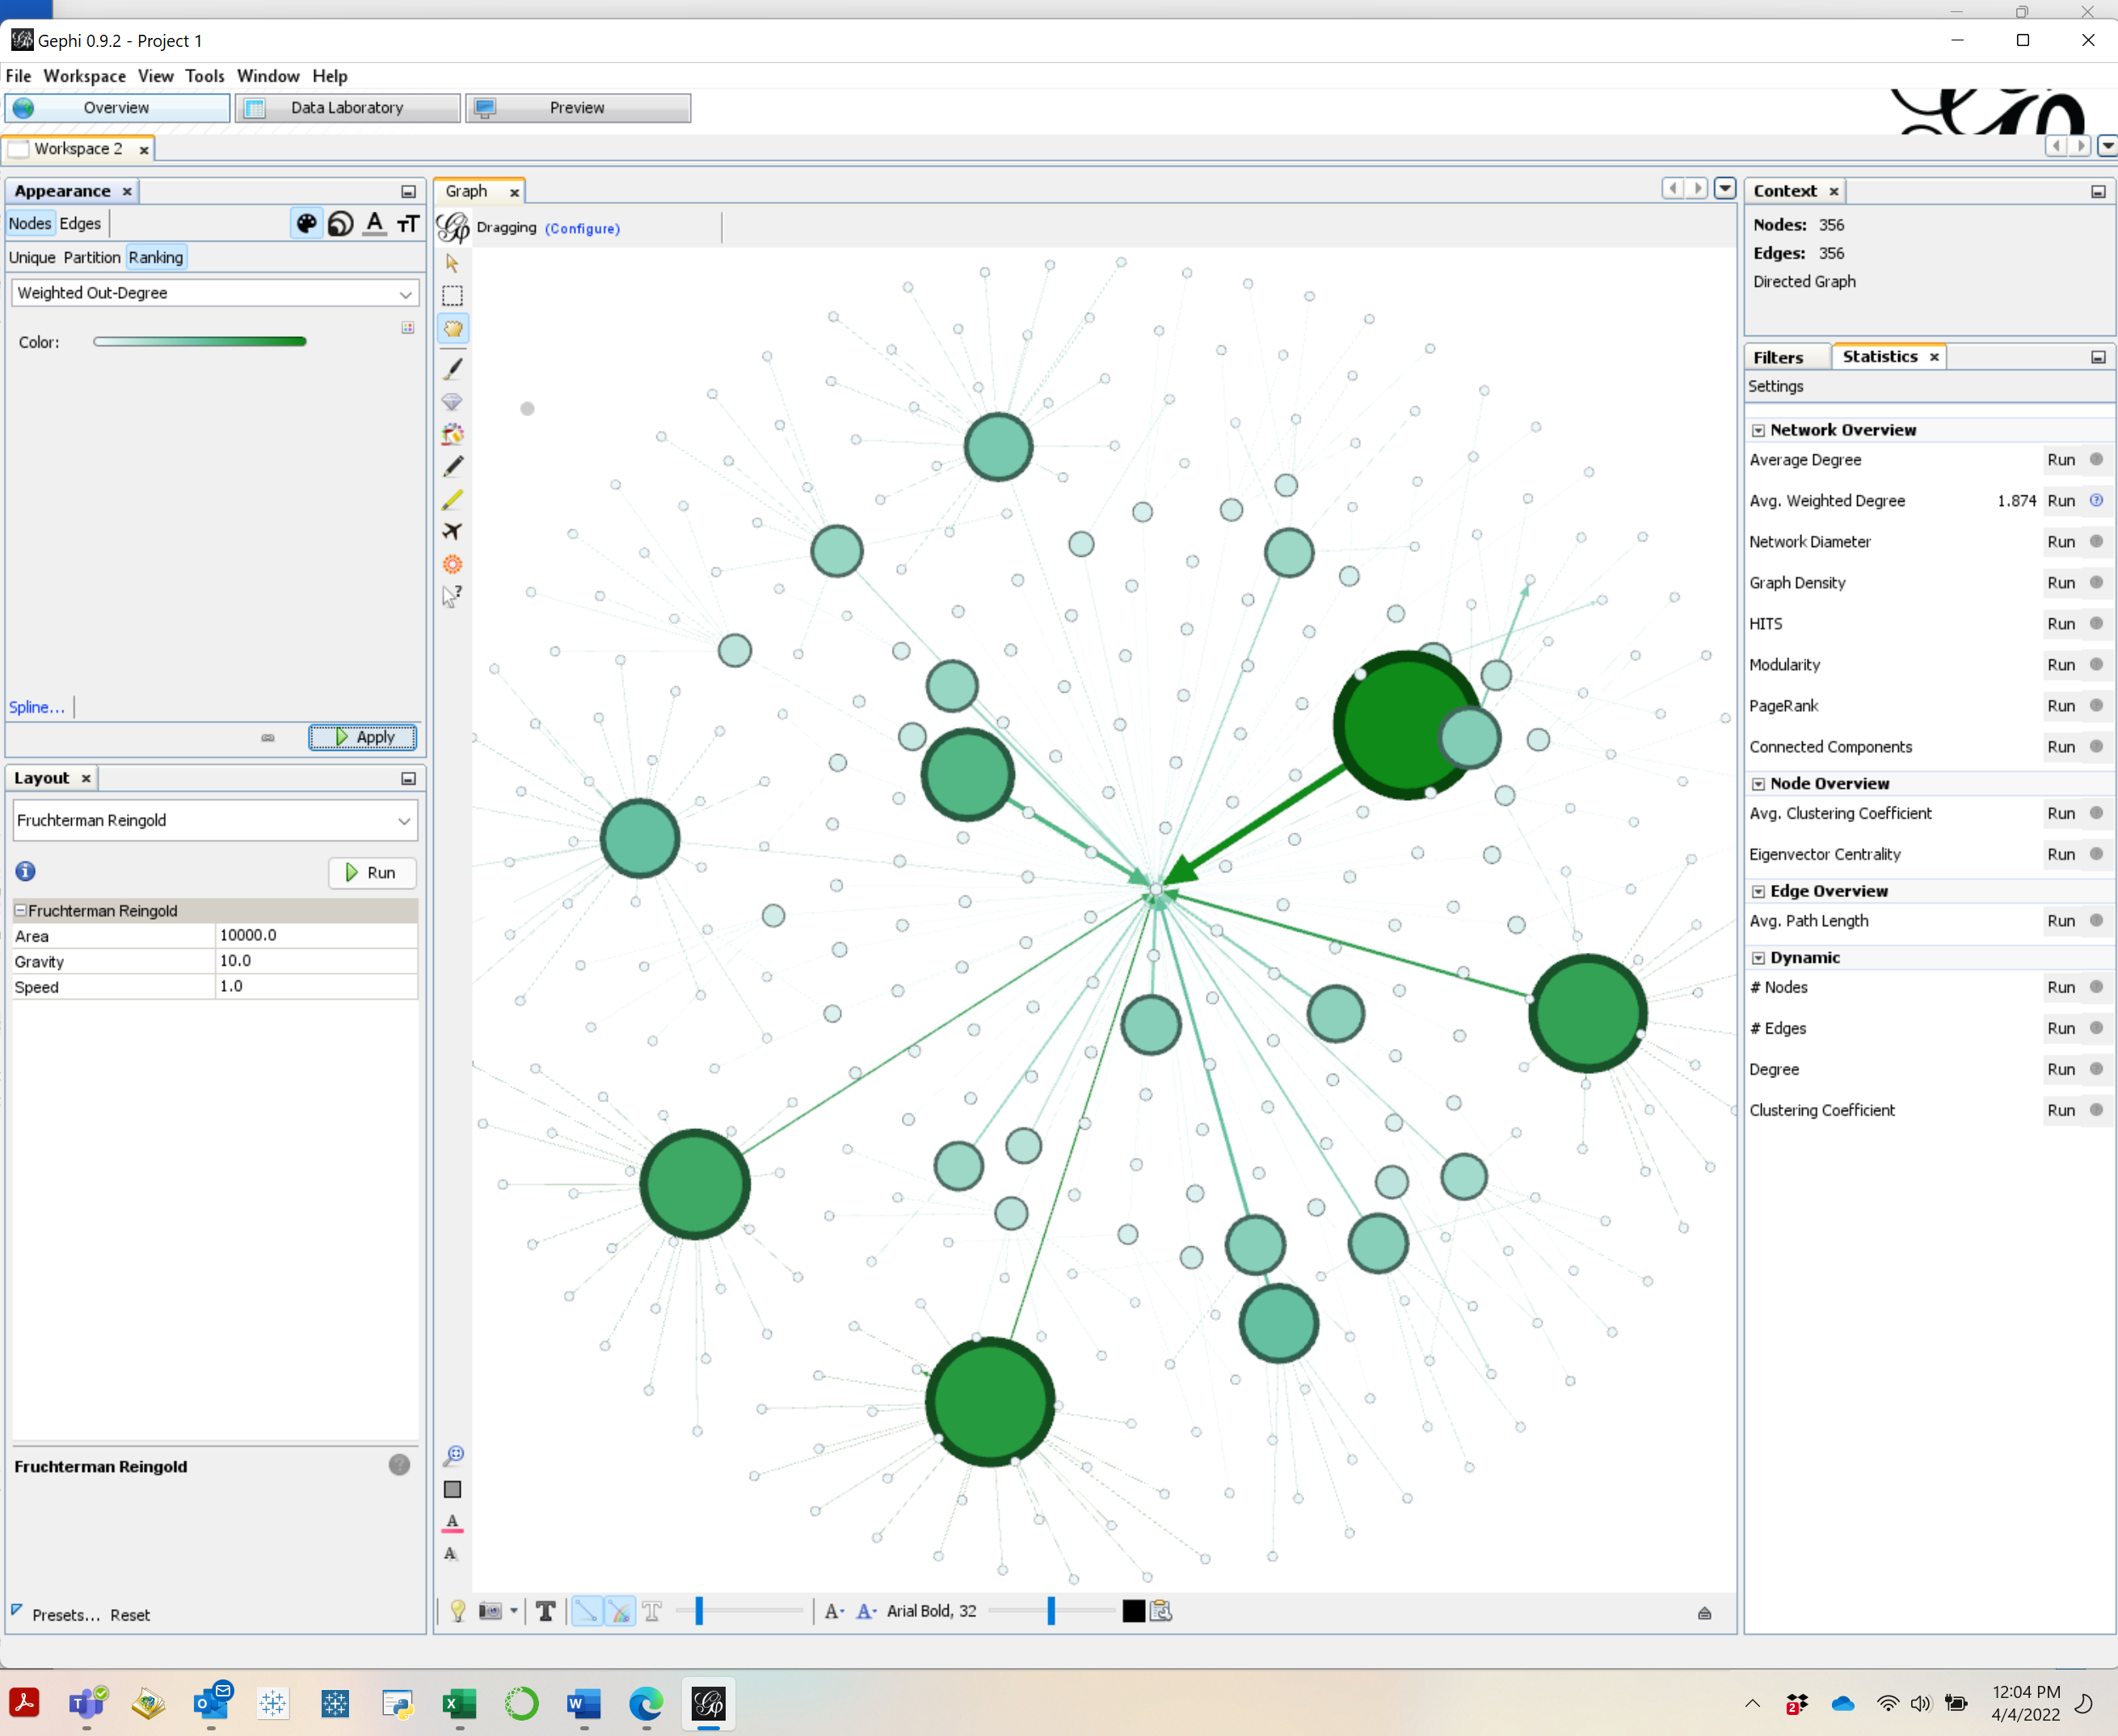 Gephi 0.9.2 - Project 1
File Workspace View Tools Window Help
Overview Data Laboratory Preview
Workspace 2
Appearance
Nodes Edges
Unique Partition Ranking
Weighted Out-Degree
Color:
Spline...
Apply
Layout
Fruchterman Reingold
Run
Fruchterman Reingold
Area 10000.0
Gravity 10.0
Speed 1.0
Fruchterman Reingold
Presets... Reset
Graph
Dragging (Configure)
Arial Bold, 32
Context
Nodes: 356
Edges: 356
Directed Graph
Filters Statistics
Settings
Network Overview
Average Degree Run
Avg. Weighted Degree 1.874 Run
Network Diameter Run
Graph Density Run
HITS Run
Modularity Run
PageRank Run
Connected Components Run
Node Overview
Avg. Clustering Coefficient Run
Eigenvector Centrality Run
Edge Overview
Avg. Path Length Run
Dynamic
# Nodes Run
# Edges Run
Degree Run
Clustering Coefficient Run
12:04 PM
4/4/2022